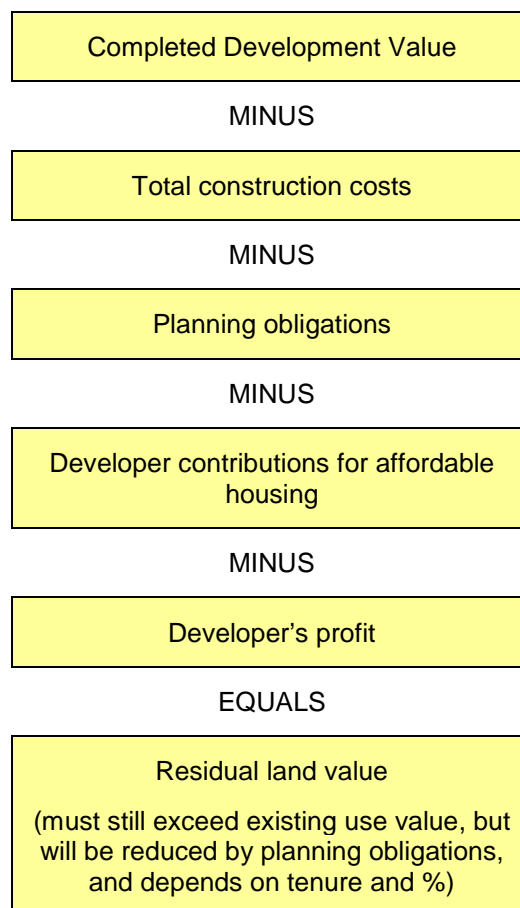 Completed Development Value
MINUS
Total construction costs
MINUS
Planning obligations
MINUS
Developer contributions for affordable
housing
MINUS
Developer’s profit
EQUALS
Residual land value
(must still exceed existing use value, but
will be reduced by planning obligations,
and depends on tenure and %)